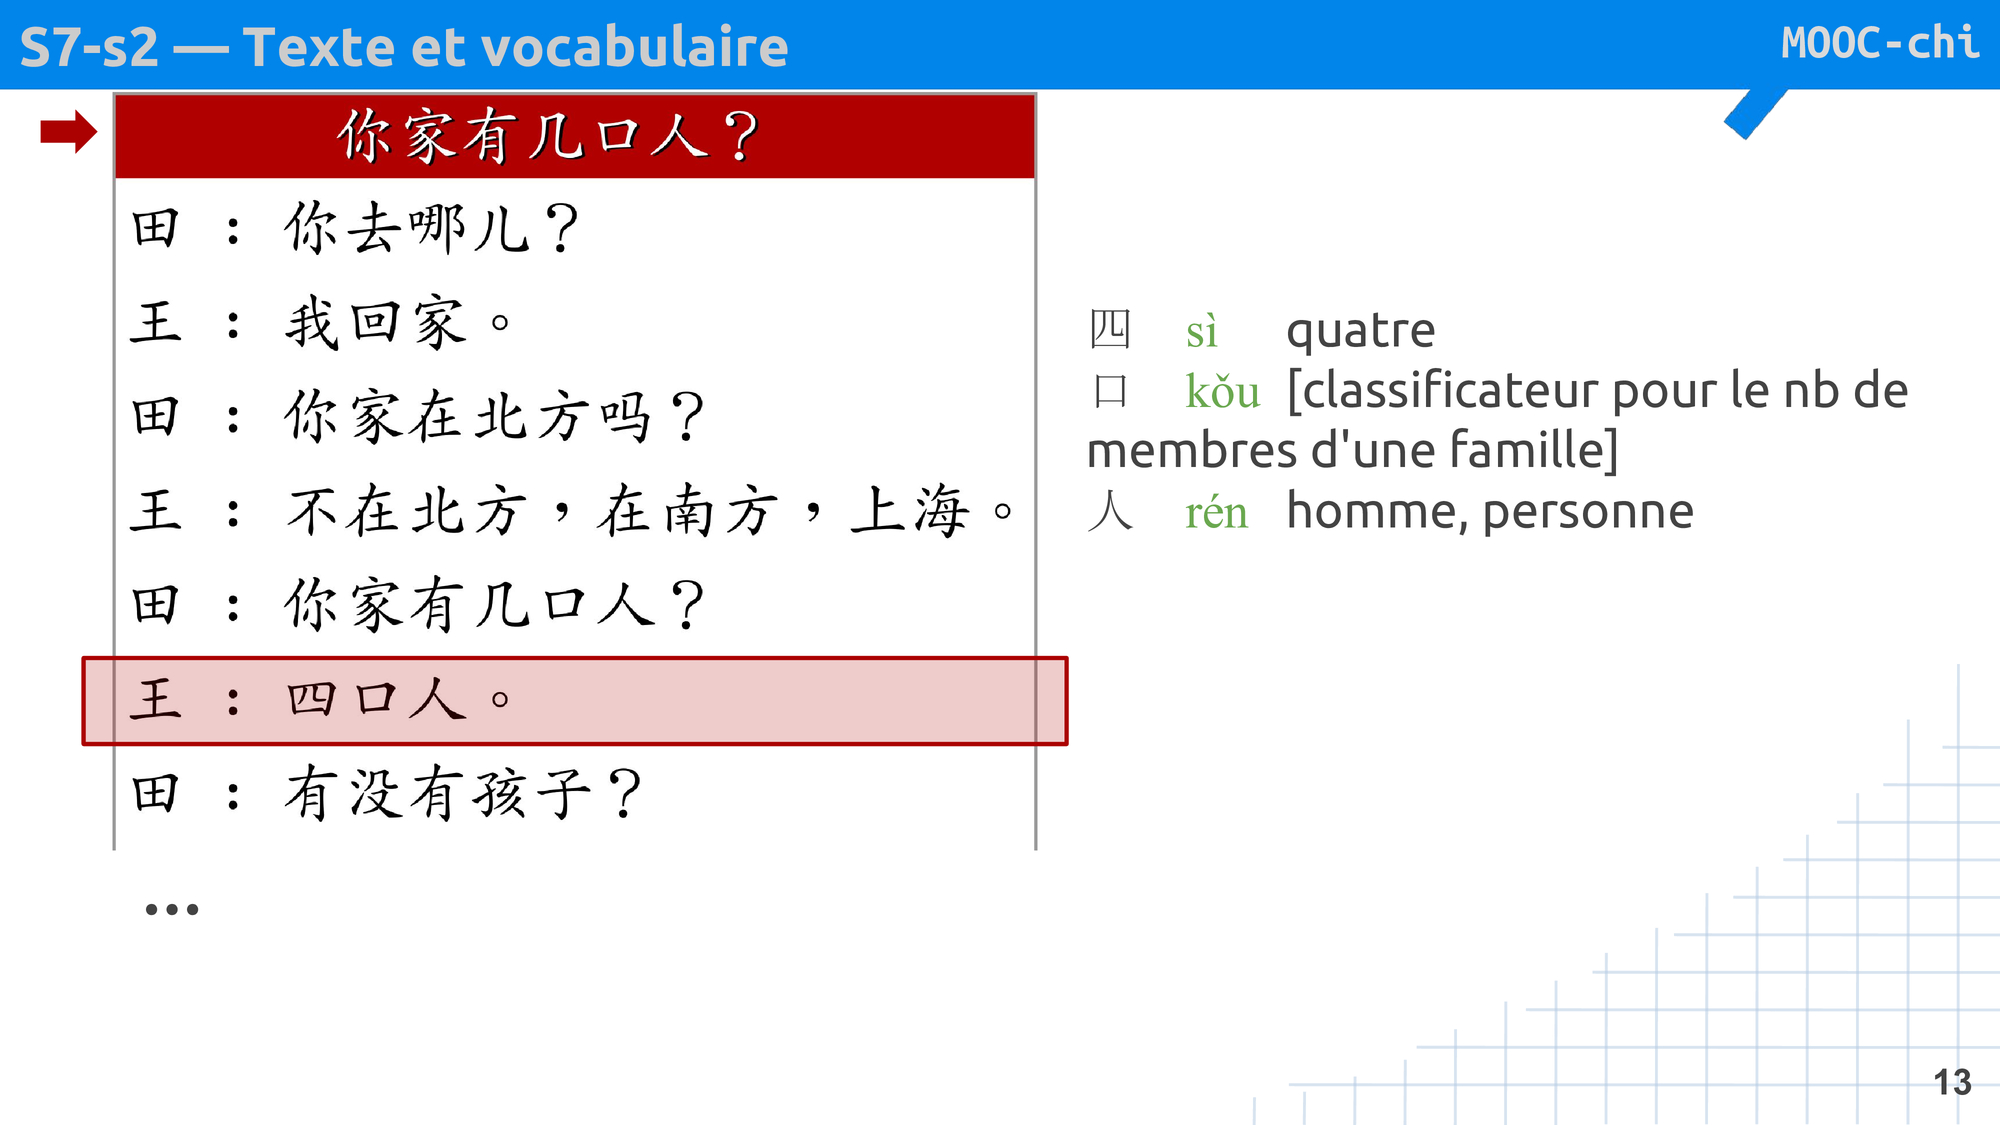 S7-s2 — Texte et vocabulaire
MOOC-chi
你家有几口人？
田 ： 你去哪儿？
王 ： 我回家。
田 ： 你家在北方吗？
王 ： 不在北方，在南方，上海。
田 ： 你家有几口人？
王 ： 四口人。
田 ： 有没有孩子？
...
四 sì quatre
口 kǒu [classificateur pour le nb de
membres d'une famille]
人 rén homme, personne
13